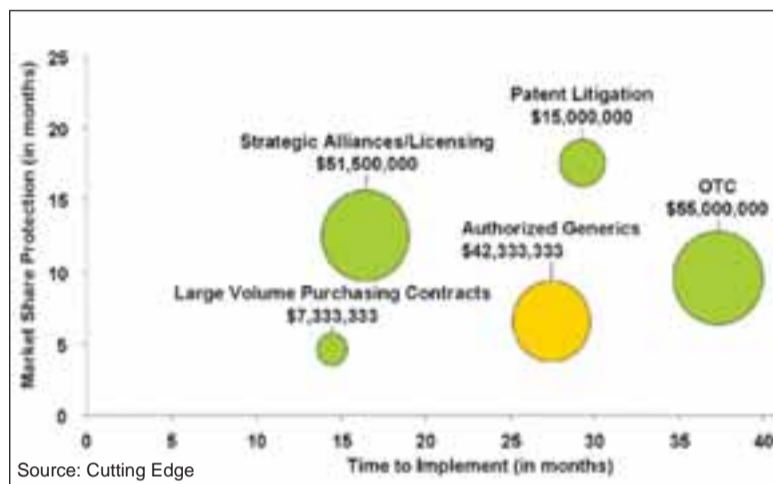 Market Share Protection (in months)
25
20
15
10
5
0
Patent Litigation
$15,000,000
Strategic Alliances/Licensing
$51,500,000
OTC
$55,000,000
Authorized Generics
$42,333,333
Large Volume Purchasing Contracts
$7,333,333
0 5 10 15 20 25 30 35 40
Time to Implement (in months)
Source: Cutting Edge